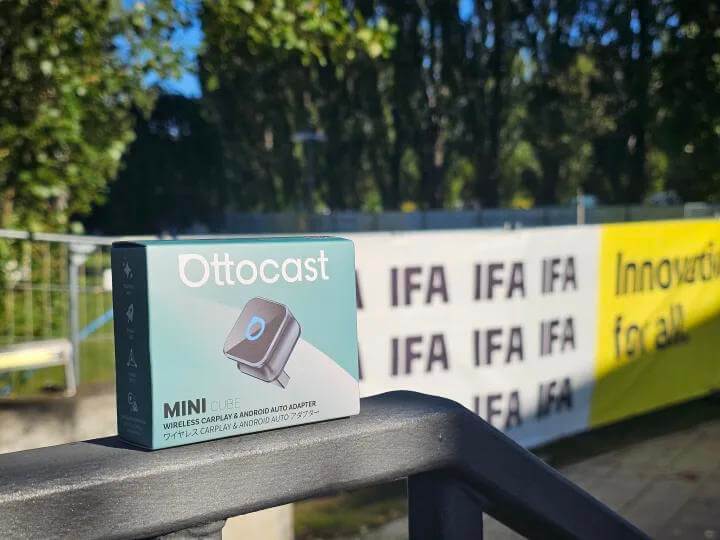 Ottocast
MINI CUBE
WIRELESS CARPLAY & ANDROID AUTO ADAPTER
ワイヤレス CARPLAY & ANDROID AUTO アダプター
IFA IFA IFA
IFA IFA IFA
IFA IFA
Innovation
for all.